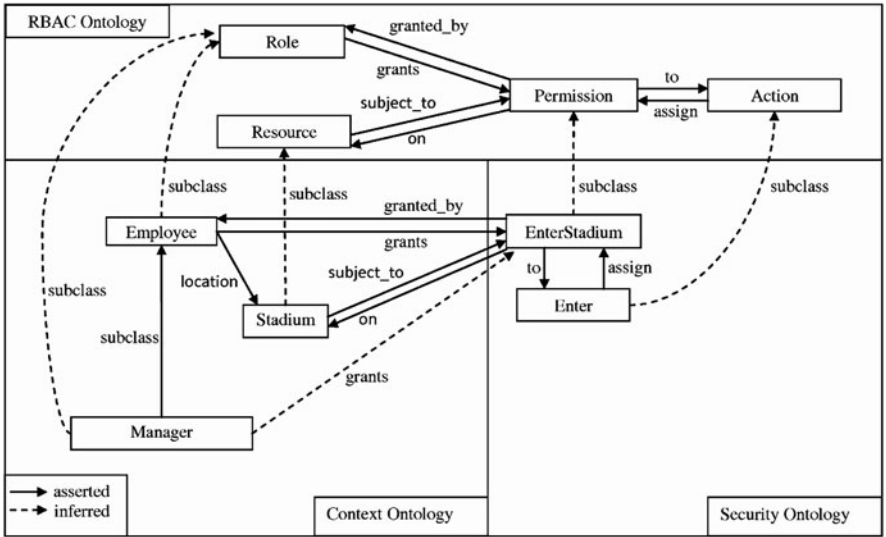 RBAC Ontology
Role
granted_by
grants
Permission
to
assign
Action
Resource
subject_to
on
subclass
subclass
subclass
subclass
Employee
granted_by
grants
EnterStadium
location
subject_to
on
to
assign
subclass
Stadium
Enter
subclass
grants
Manager
asserted
inferred
Context Ontology
Security Ontology